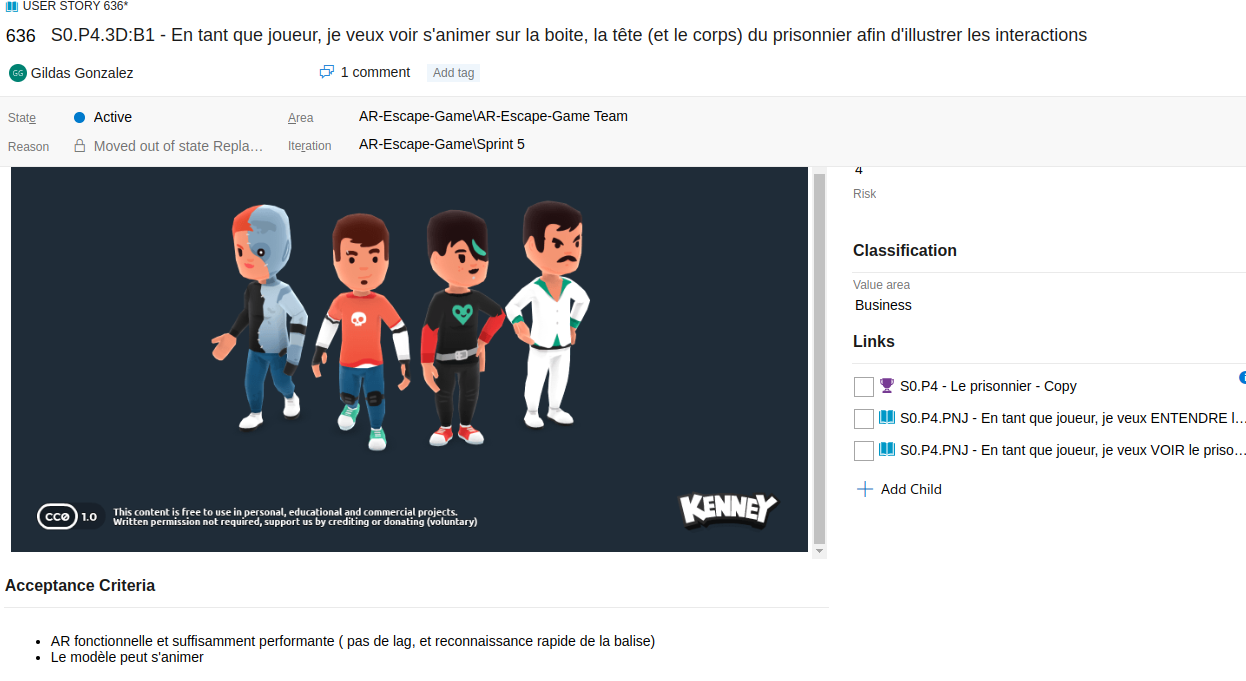 USER STORY 636*
636 S0.P4.3D:B1 - En tant que joueur, je veux voir s'animer sur la boite, la tête (et le corps) du prisonnier afin d'illustrer les interactions
GG Gildas Gonzalez
1 comment
Add tag
State
Active
Area
AR-Escape-Game\AR-Escape-Game Team
Reason
Moved out of state Repla…
Iteration
AR-Escape-Game\Sprint 5
4
Risk
Classification
Value area
Business
Links
S0.P4 - Le prisonnier - Copy
S0.P4.PNJ - En tant que joueur, je veux ENTENDRE l…
S0.P4.PNJ - En tant que joueur, je veux VOIR le priso…
Add Child
CC0 1.0
This content is free to use in personal, educational and commercial projects.
Written permission not required, support us by crediting or donating (voluntary)
KENNEY
Acceptance Criteria
AR fonctionnelle et suffisamment performante ( pas de lag, et reconnaissance rapide de la balise)
Le modèle peut s'animer